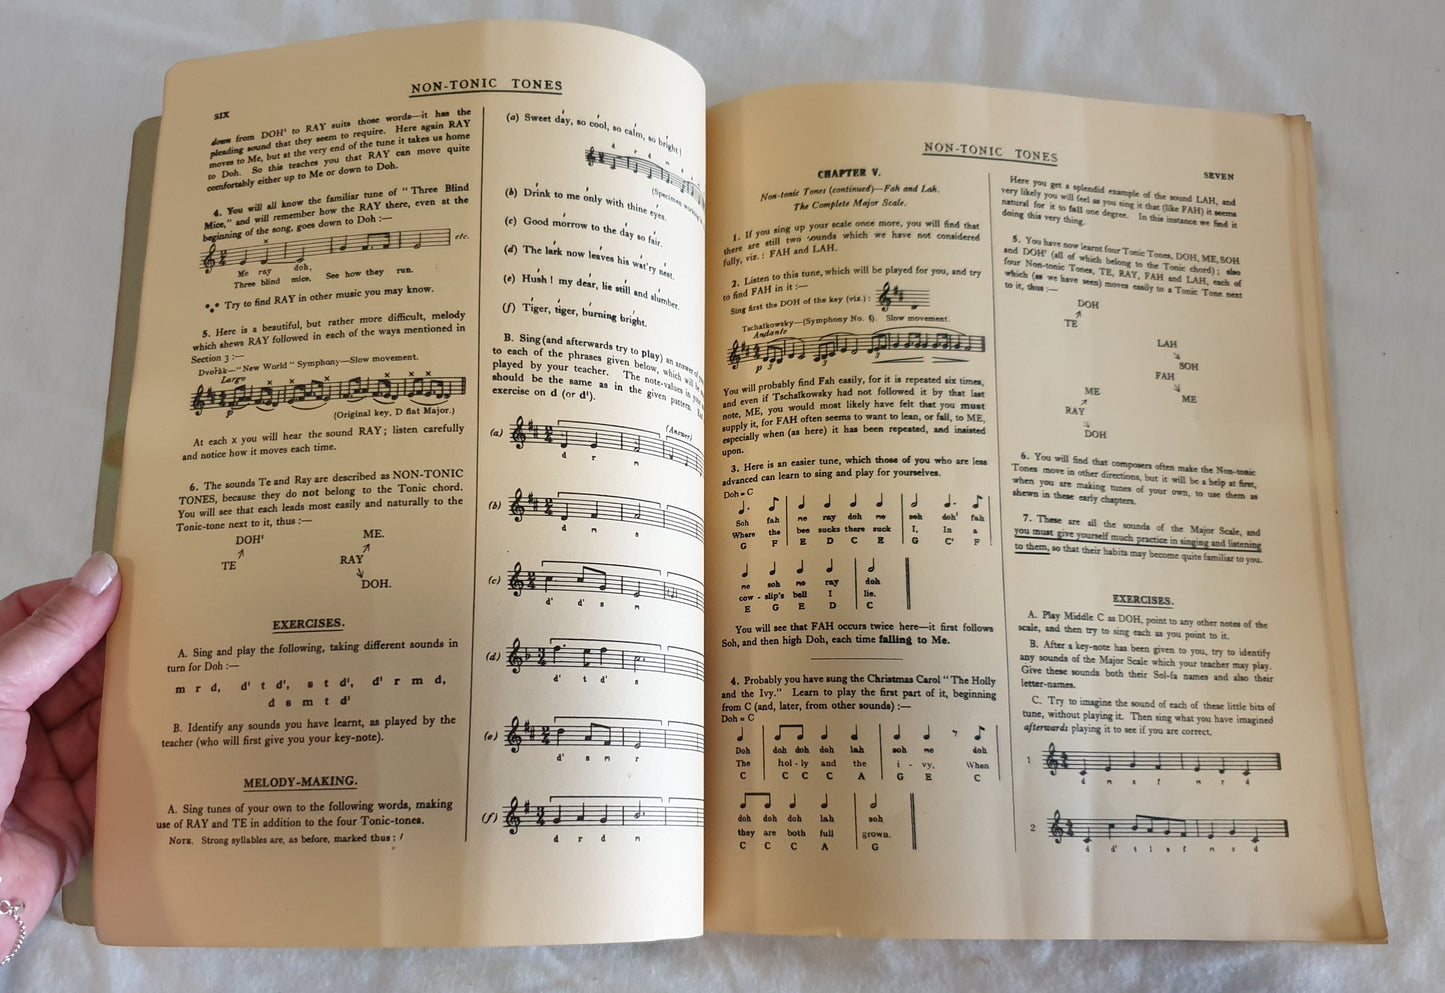 NON-TONIC TONES
SIX
down from DOH' to RAY suits those words—it has the
pleading sound that they seem to require. Here again RAY
moves to Me, but at the very end of the tune it takes us home
to Doh. So this teaches you that RAY can move quite
comfortably either up to Me or down to Doh.
4. You will all know the familiar tune of "Three Blind
Mice," and will remember how the RAY there, even at the
beginning of the song, goes down to Doh :—
x
etc.
Me ray doh,
Three blind mice, See how they run.
Try to find RAY in other music you may know.
5. Here is a beautiful, but rather more difficult, melody
which shews RAY followed in each of the ways mentioned in
Section 3 :—
Dvořák—"New World" Symphony—Slow movement.
Largo x x x x x
p
(Original key, D flat Major.)
At each x you will hear the sound RAY ; listen carefully
and notice how it moves each time.
6. The sounds Te and Ray are described as NON-TONIC
TONES, because they do not belong to the Tonic chord.
You will see that each leads most easily and naturally to the
Tonic-tone next to it, thus :—
DOH' ME.
TE RAY
DOH.
EXERCISES.
A. Sing and play the following, taking different sounds in
turn for Doh :—
m r d, d' t d', s t d', d' r m d,
d s m t d'
B. Identify any sounds you have learnt, as played by the
teacher (who will first give you your key-note).
MELODY-MAKING.
A. Sing tunes of your own to the following words, making
use of RAY and TE in addition to the four Tonic-tones.
NOTE. Strong syllables are, as before, marked thus : /
(a) Sweet day, so cool, so calm, so bright !
d r d m
(Specimen working
(b) Drink to me only with thine eyes.
(c) Good morrow to the day so fair.
(d) The lark now leaves his wat'ry nest.
(e) Hush ! my dear, lie still and slumber.
(f) Tiger, tiger, burning bright.
B. Sing (and afterwards try to play) an answer of
to each of the phrases given below, which will be
played by your teacher. The note-values in your
should be the same as in the given pattern.
exercise on d (or d').
(Answer)
(a)
d r m
(b)
d m s
(c)
d' d' s m
(d)
d' t d' s
(e)
d' s m r
(f)
d r d m
NON-TONIC TONES
SEVEN
CHAPTER V.
Non-tonic Tones (continued)—Fah and Lah.
The Complete Major Scale.
1. If you sing up your scale once more, you will find that
there are still two sounds which we have not considered
fully, viz. : FAH and LAH.
2. Listen to this tune, which will be played for you, and try
to find FAH in it :—
Sing first the DOH of the key (viz.) :
Tschaïkowsky—(Symphony No. 5). Slow movement.
Andante
p 3 3
You will probably find Fah easily, for it is repeated six times,
and even if Tschaïkowsky had not followed it by that last
note, ME, you would most likely have felt that you must
supply it, for FAH often seems to want to lean, or fall, to ME,
especially when (as here) it has been repeated, and insisted
upon.
3. Here is an easier tune, which those of you who are less
advanced can learn to sing and play for yourselves.
Doh = C
Soh fah me ray doh me soh doh' fah
Where the bee sucks there suck I, In a
G F E D C E G C' F
me soh me ray doh
cow - slip's bell I lie.
E G E D C
You will see that FAH occurs twice here—it first follows
Soh, and then high Doh, each time falling to Me.
4. Probably you have sung the Christmas Carol "The Holly
and the Ivy." Learn to play the first part of it, beginning
from C (and, later, from other sounds) :—
Doh = C
Doh doh doh doh lah soh me doh
The hol - ly and the i - vy, When
C C C C A G E C
doh doh doh lah soh
they are both full grown.
C C C A G
Here you get a splendid example of the sound LAH, and
very likely you will feel as you sing it that (like FAH) it seems
natural for it to fall one degree. In this instance we find it
doing this very thing.
5. You have now learnt four Tonic Tones, DOH, ME, SOH
and DOH' (all of which belong to the Tonic chord) ; also
four Non-tonic Tones, TE, RAY, FAH and LAH, each of
which (as we have seen) moves easily to a Tonic Tone next
to it, thus :—
DOH
TE
LAH
SOH
FAH
ME ME
RAY
DOH
6. You will find that composers often make the Non-tonic
Tones move in other directions, but it will be a help at first,
when you are making tunes of your own, to use them as
shewn in these early chapters.
7. These are all the sounds of the Major Scale, and
you must give yourself much practice in singing and listening
to them, so that their habits may become quite familiar to you.
EXERCISES.
A. Play Middle C as DOH, point to any other notes of the
scale, and then try to sing each as you point to it.
B. After a key-note has been given to you, try to identify
any sounds of the Major Scale which your teacher may play.
Give these sounds both their Sol-fa names and also their
letter-names.
C. Try to imagine the sound of each of these little bits of
tune, without playing it. Then sing what you have imagined
afterwards playing it to see if you are correct.
1
d m s f m r d
2
d d' t l s f m s d